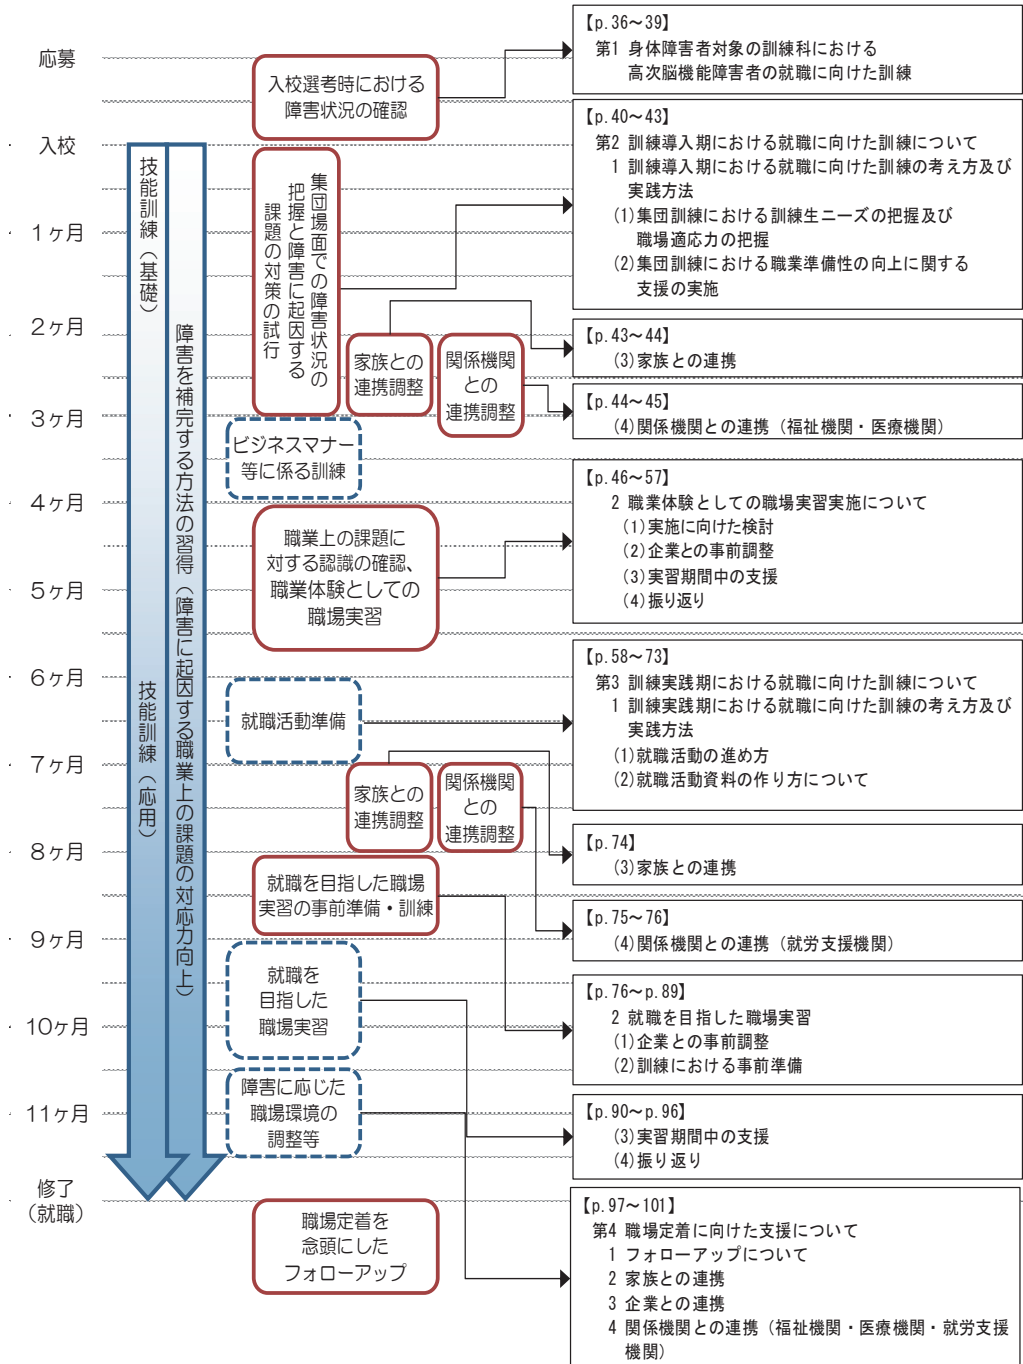 応募
入校
1ヶ月
2ヶ月
3ヶ月
4ヶ月
5ヶ月
6ヶ月
7ヶ月
8ヶ月
9ヶ月
10ヶ月
11ヶ月
修了
（就職）
技能訓練（基礎）
技能訓練（応用）
障害を補完する方法の習得（障害に起因する職業上の課題の対応力向上）
入校選考時における
障害状況の確認
集団場面での障害状況の
把握と障害に起因する
課題の対策の試行
家族との
連携調整
関係機関
との
連携調整
ビジネスマナー
等に係る訓練
職業上の課題に
対する認識の確認、
職業体験としての
職場実習
就職活動準備
家族との
連携調整
関係機関
との
連携調整
就職を目指した職場
実習の事前準備・訓練
就職を
目指した
職場実習
障害に応じた
職場環境の
調整等
職場定着を
念頭にした
フォローアップ
【p.36～39】
第1 身体障害者対象の訓練科における
高次脳機能障害者の就職に向けた訓練
【p.40～43】
第2 訓練導入期における就職に向けた訓練について
1 訓練導入期における就職に向けた訓練の考え方及び
実践方法
(1)集団訓練における訓練生ニーズの把握及び
職場適応力の把握
(2)集団訓練における職業準備性の向上に関する
支援の実施
【p.43～44】
(3)家族との連携
【p.44～45】
(4)関係機関との連携（福祉機関・医療機関）
【p.46～57】
2 職業体験としての職場実習実施について
(1)実施に向けた検討
(2)企業との事前調整
(3)実習期間中の支援
(4)振り返り
【p.58～73】
第3 訓練実践期における就職に向けた訓練について
1 訓練実践期における就職に向けた訓練の考え方及び
実践方法
(1)就職活動の進め方
(2)就職活動資料の作り方について
【p.74】
(3)家族との連携
【p.75～76】
(4)関係機関との連携（就労支援機関）
【p.76～p.89】
2 就職を目指した職場実習
(1)企業との事前調整
(2)訓練における事前準備
【p.90～p.96】
(3)実習期間中の支援
(4)振り返り
【p.97～101】
第4 職場定着に向けた支援について
1 フォローアップについて
2 家族との連携
3 企業との連携
4 関係機関との連携（福祉機関・医療機関・就労支援
機関）